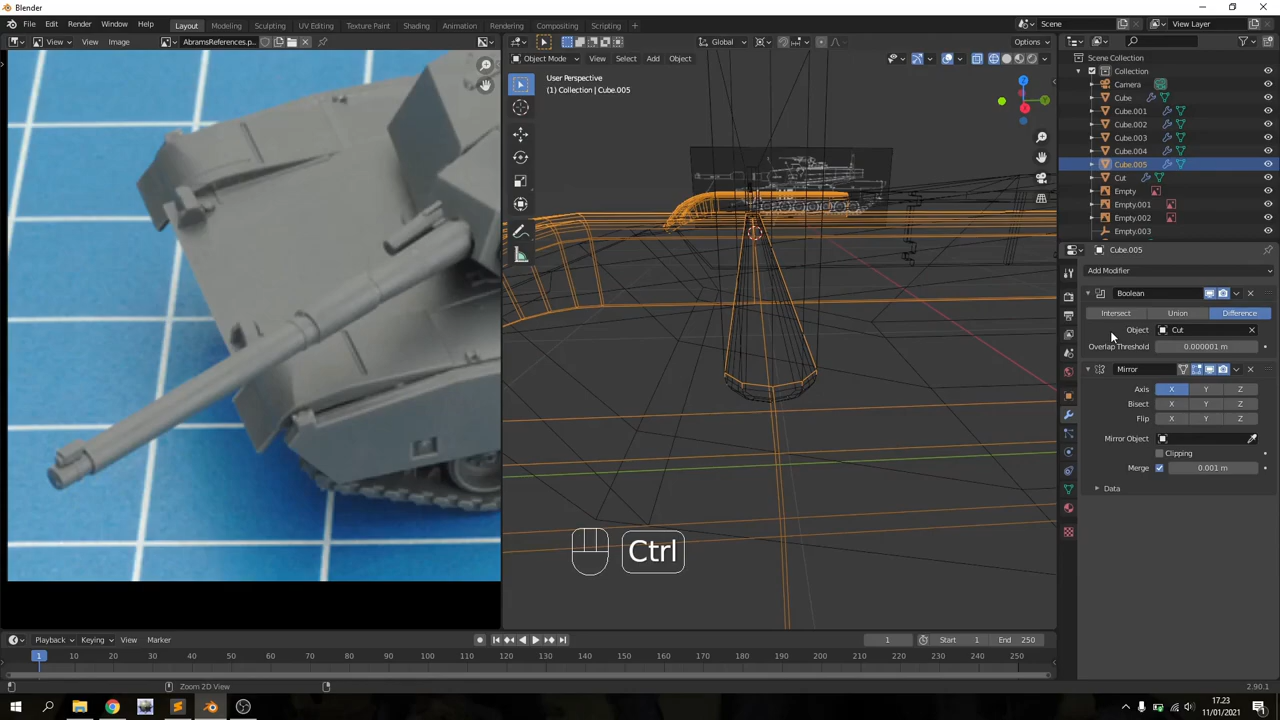 Blender
File Edit Render Window Help
Layout Modeling Sculpting UV Editing Texture Paint Shading Animation Rendering Compositing Scripting +
Scene View Layer
View View Image AbramsReferences.p..
Global Options
Object Mode View Select Add Object
User Perspective
(1) Collection | Cube.005
Z
Y
X
Scene Collection
Collection
Camera
Cube
Cube.001
Cube.002
Cube.003
Cube.004
Cube.005
Cut
Empty
Empty.001
Empty.002
Empty.003
Cube.005
Add Modifier
Boolean
Intersect Union Difference
Object Cut
Overlap Threshold 0.000001 m
Mirror
Axis X Y Z
Bisect X Y Z
Flip X Y Z
Mirror Object
Clipping
Merge 0.001 m
Data
Ctrl
Playback Keying View Marker 1 Start 1 End 250
1 10 20 30 40 50 60 70 80 90 100 110 120 130 140 150 160 170 180 190 200 210 220 230 240 250
Zoom 2D View 2.90.1
17.23
11/01/2021